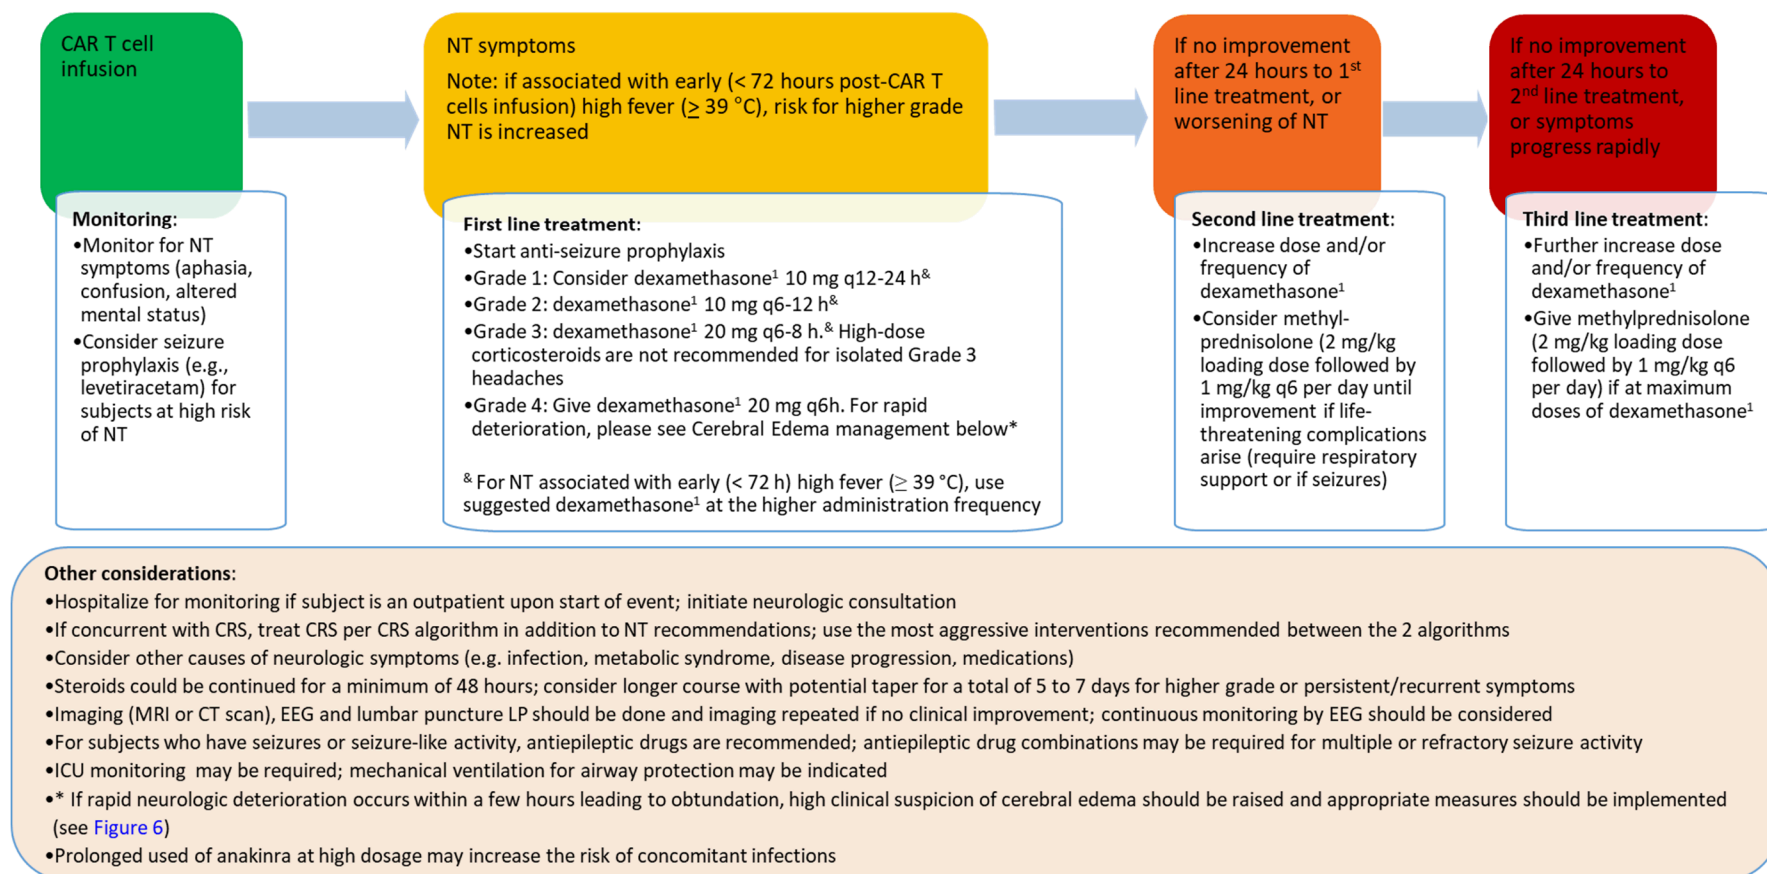 CAR T cell
infusion
Monitoring:
•Monitor for NT
symptoms (aphasia,
confusion, altered
mental status)
•Consider seizure
prophylaxis (e.g.,
levetiracetam) for
subjects at high risk
of NT
NT symptoms
Note: if associated with early (< 72 hours post-CAR T
cells infusion) high fever (≥ 39 °C), risk for higher grade
NT is increased
First line treatment:
•Start anti-seizure prophylaxis
•Grade 1: Consider dexamethasone¹ 10 mg q12-24 h&
•Grade 2: dexamethasone¹ 10 mg q6-12 h&
•Grade 3: dexamethasone¹ 20 mg q6-8 h.& High-dose
corticosteroids are not recommended for isolated Grade 3
headaches
•Grade 4: Give dexamethasone¹ 20 mg q6h. For rapid
deterioration, please see Cerebral Edema management below*
& For NT associated with early (< 72 h) high fever (≥ 39 °C), use
suggested dexamethasone¹ at the higher administration frequency
If no improvement
after 24 hours to 1st
line treatment, or
worsening of NT
Second line treatment:
•Increase dose and/or
frequency of
dexamethasone¹
•Consider methyl-
prednisolone (2 mg/kg
loading dose followed by
1 mg/kg q6 per day until
improvement if life-
threatening complications
arise (require respiratory
support or if seizures)
If no improvement
after 24 hours to
2nd line treatment,
or symptoms
progress rapidly
Third line treatment:
•Further increase dose
and/or frequency of
dexamethasone¹
•Give methylprednisolone
(2 mg/kg loading dose
followed by 1 mg/kg q6
per day) if at maximum
doses of dexamethasone¹
Other considerations:
•Hospitalize for monitoring if subject is an outpatient upon start of event; initiate neurologic consultation
•If concurrent with CRS, treat CRS per CRS algorithm in addition to NT recommendations; use the most aggressive interventions recommended between the 2 algorithms
•Consider other causes of neurologic symptoms (e.g. infection, metabolic syndrome, disease progression, medications)
•Steroids could be continued for a minimum of 48 hours; consider longer course with potential taper for a total of 5 to 7 days for higher grade or persistent/recurrent symptoms
•Imaging (MRI or CT scan), EEG and lumbar puncture LP should be done and imaging repeated if no clinical improvement; continuous monitoring by EEG should be considered
•For subjects who have seizures or seizure-like activity, antiepileptic drugs are recommended; antiepileptic drug combinations may be required for multiple or refractory seizure activity
•ICU monitoring may be required; mechanical ventilation for airway protection may be indicated
•* If rapid neurologic deterioration occurs within a few hours leading to obtundation, high clinical suspicion of cerebral edema should be raised and appropriate measures should be implemented
(see Figure 6)
•Prolonged used of anakinra at high dosage may increase the risk of concomitant infections